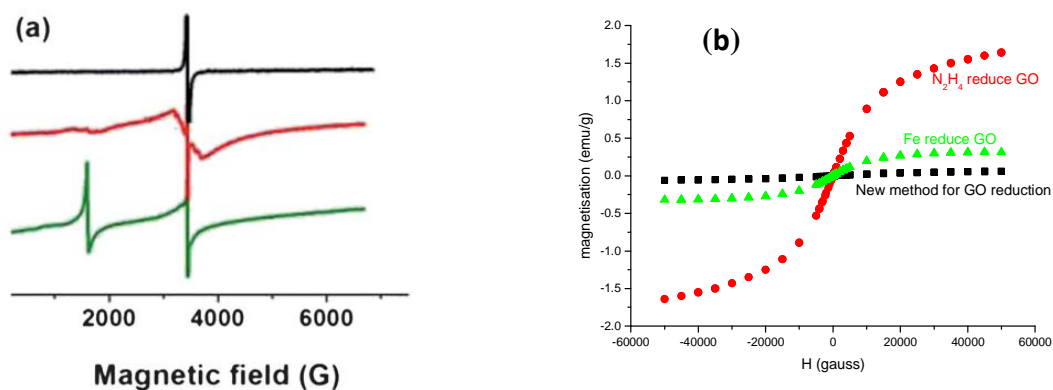 (a)
2000 4000 6000
Magnetic field (G)
(b)
2.0
1.5
1.0
0.5
0.0
-0.5
-1.0
-1.5
-2.0
magnetisation (emu/g)
N₂H₄ reduce GO
Fe reduce GO
New method for GO reduction
-60000 -40000 -20000 0 20000 40000 60000
H (gauss)